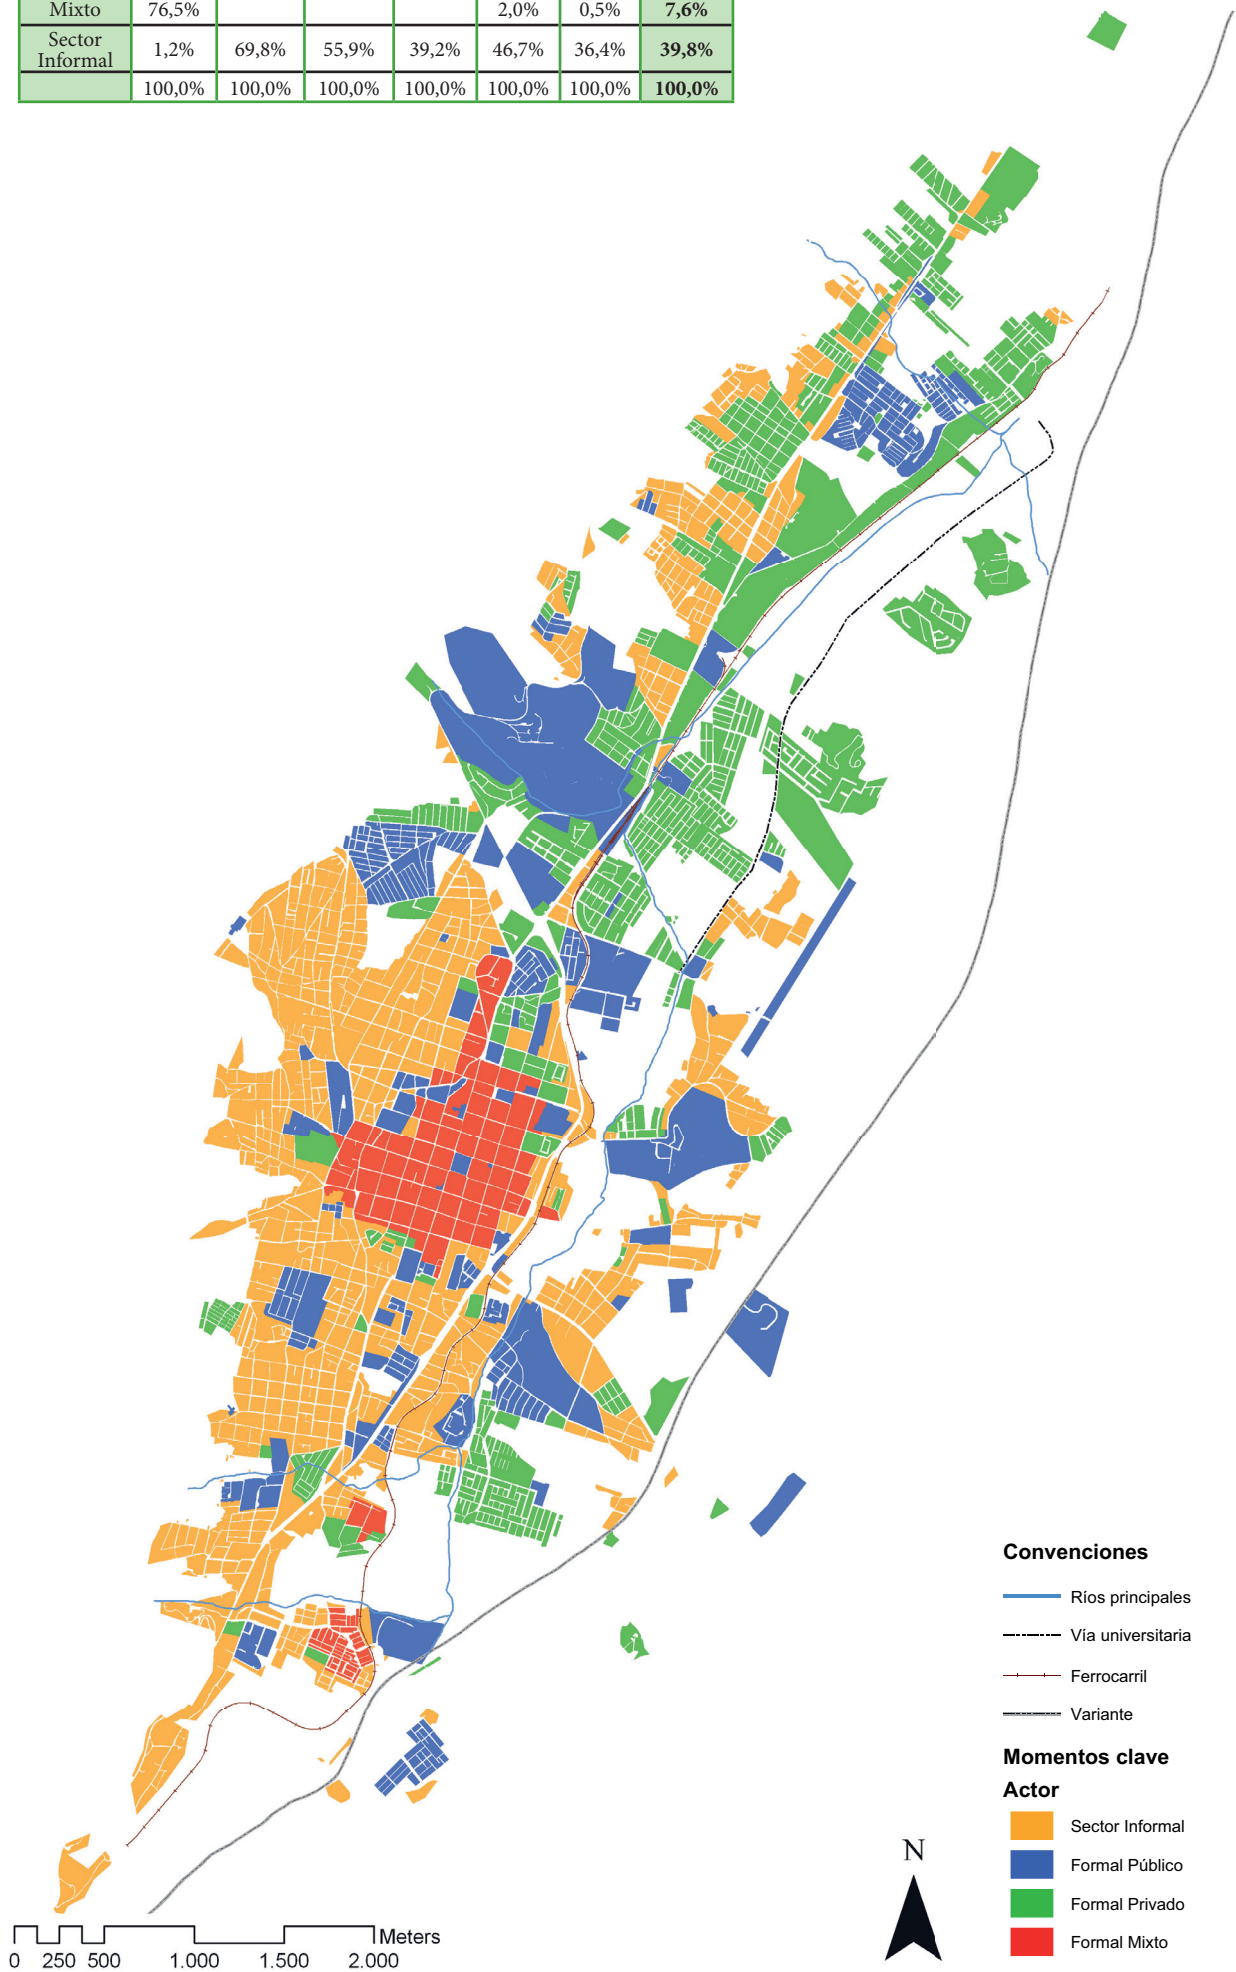 Mixto 76,5% 2,0% 0,5% 7,6%
Sector
Informal 1,2% 69,8% 55,9% 39,2% 46,7% 36,4% 39,8%
100,0% 100,0% 100,0% 100,0% 100,0% 100,0% 100,0%
Convenciones
Ríos principales
Vía universitaria
Ferrocarril
Variante
Momentos clave
Actor
Sector Informal
Formal Público
Formal Privado
Formal Mixto
N
Meters
0 250 500 1.000 1.500 2.000